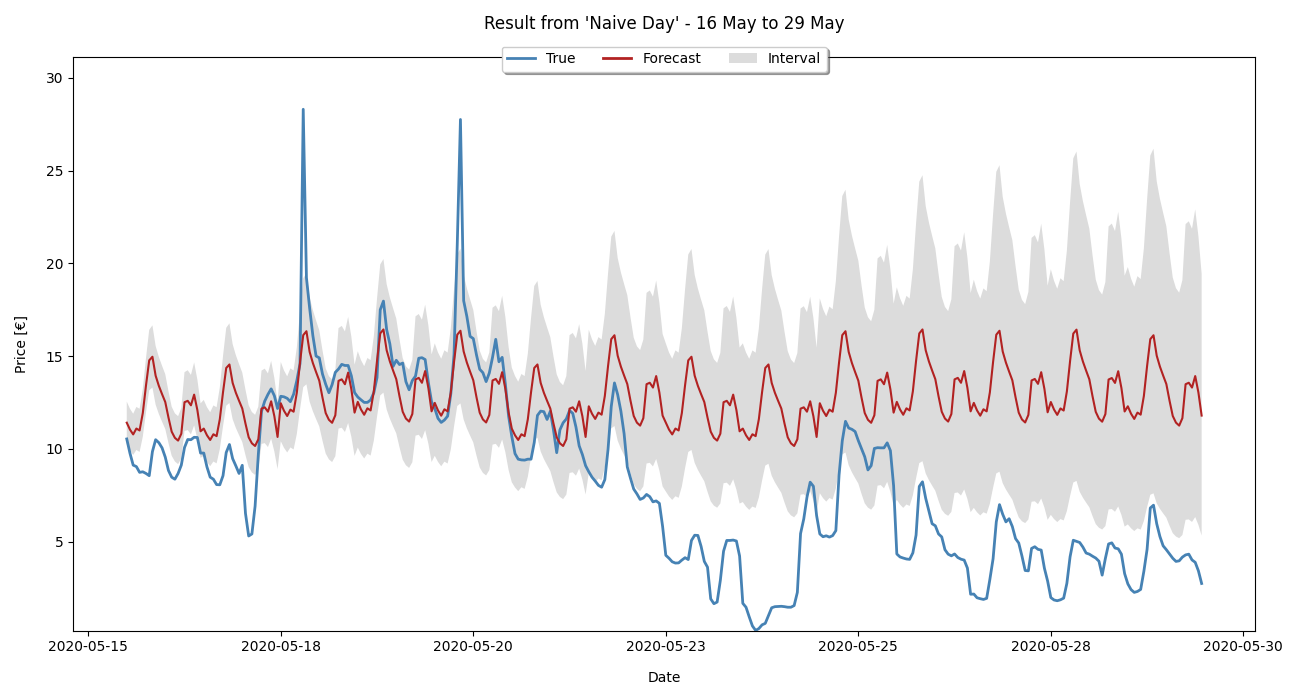 Result from 'Naive Day' - 16 May to 29 May
True Forecast Interval
30
25
20
15
10
5
Price [€]
2020-05-15 2020-05-18 2020-05-20 2020-05-23 2020-05-25 2020-05-28 2020-05-30
Date